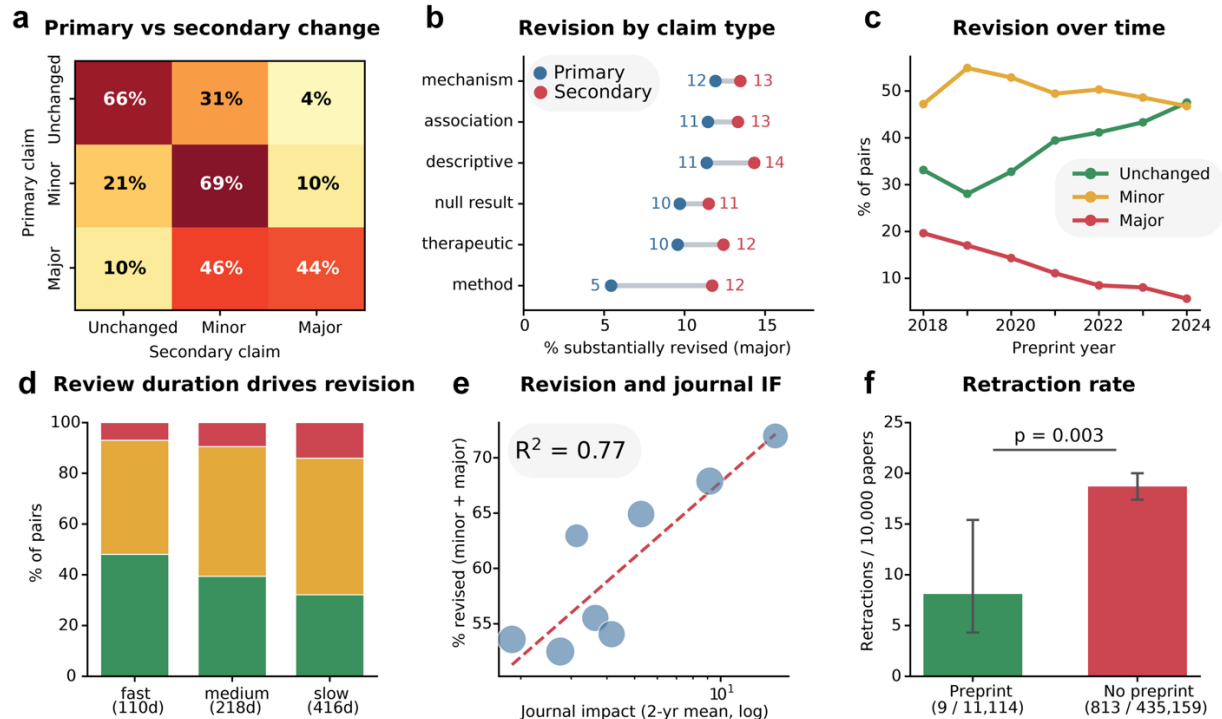 a Primary vs secondary change
Primary claim
Unchanged
Minor
Major
66% 31% 4%
21% 69% 10%
10% 46% 44%
Unchanged Minor Major
Secondary claim
b Revision by claim type
Primary
Secondary
mechanism 12 13
association 11 13
descriptive 11 14
null result 10 11
therapeutic 10 12
method 5 12
0 5 10 15
% substantially revised (major)
c Revision over time
% of pairs
50
40
30
20
10
Unchanged
Minor
Major
2018 2020 2022 2024
Preprint year
d Review duration drives revision
% of pairs
100
80
60
40
20
0
fast medium slow
(110d) (218d) (416d)
e Revision and journal IF
R² = 0.77
% revised (minor + major)
70
65
60
55
10¹
Journal impact (2-yr mean, log)
f Retraction rate
p = 0.003
Retractions / 10,000 papers
25
20
15
10
5
0
Preprint No preprint
(9 / 11,114) (813 / 435,159)